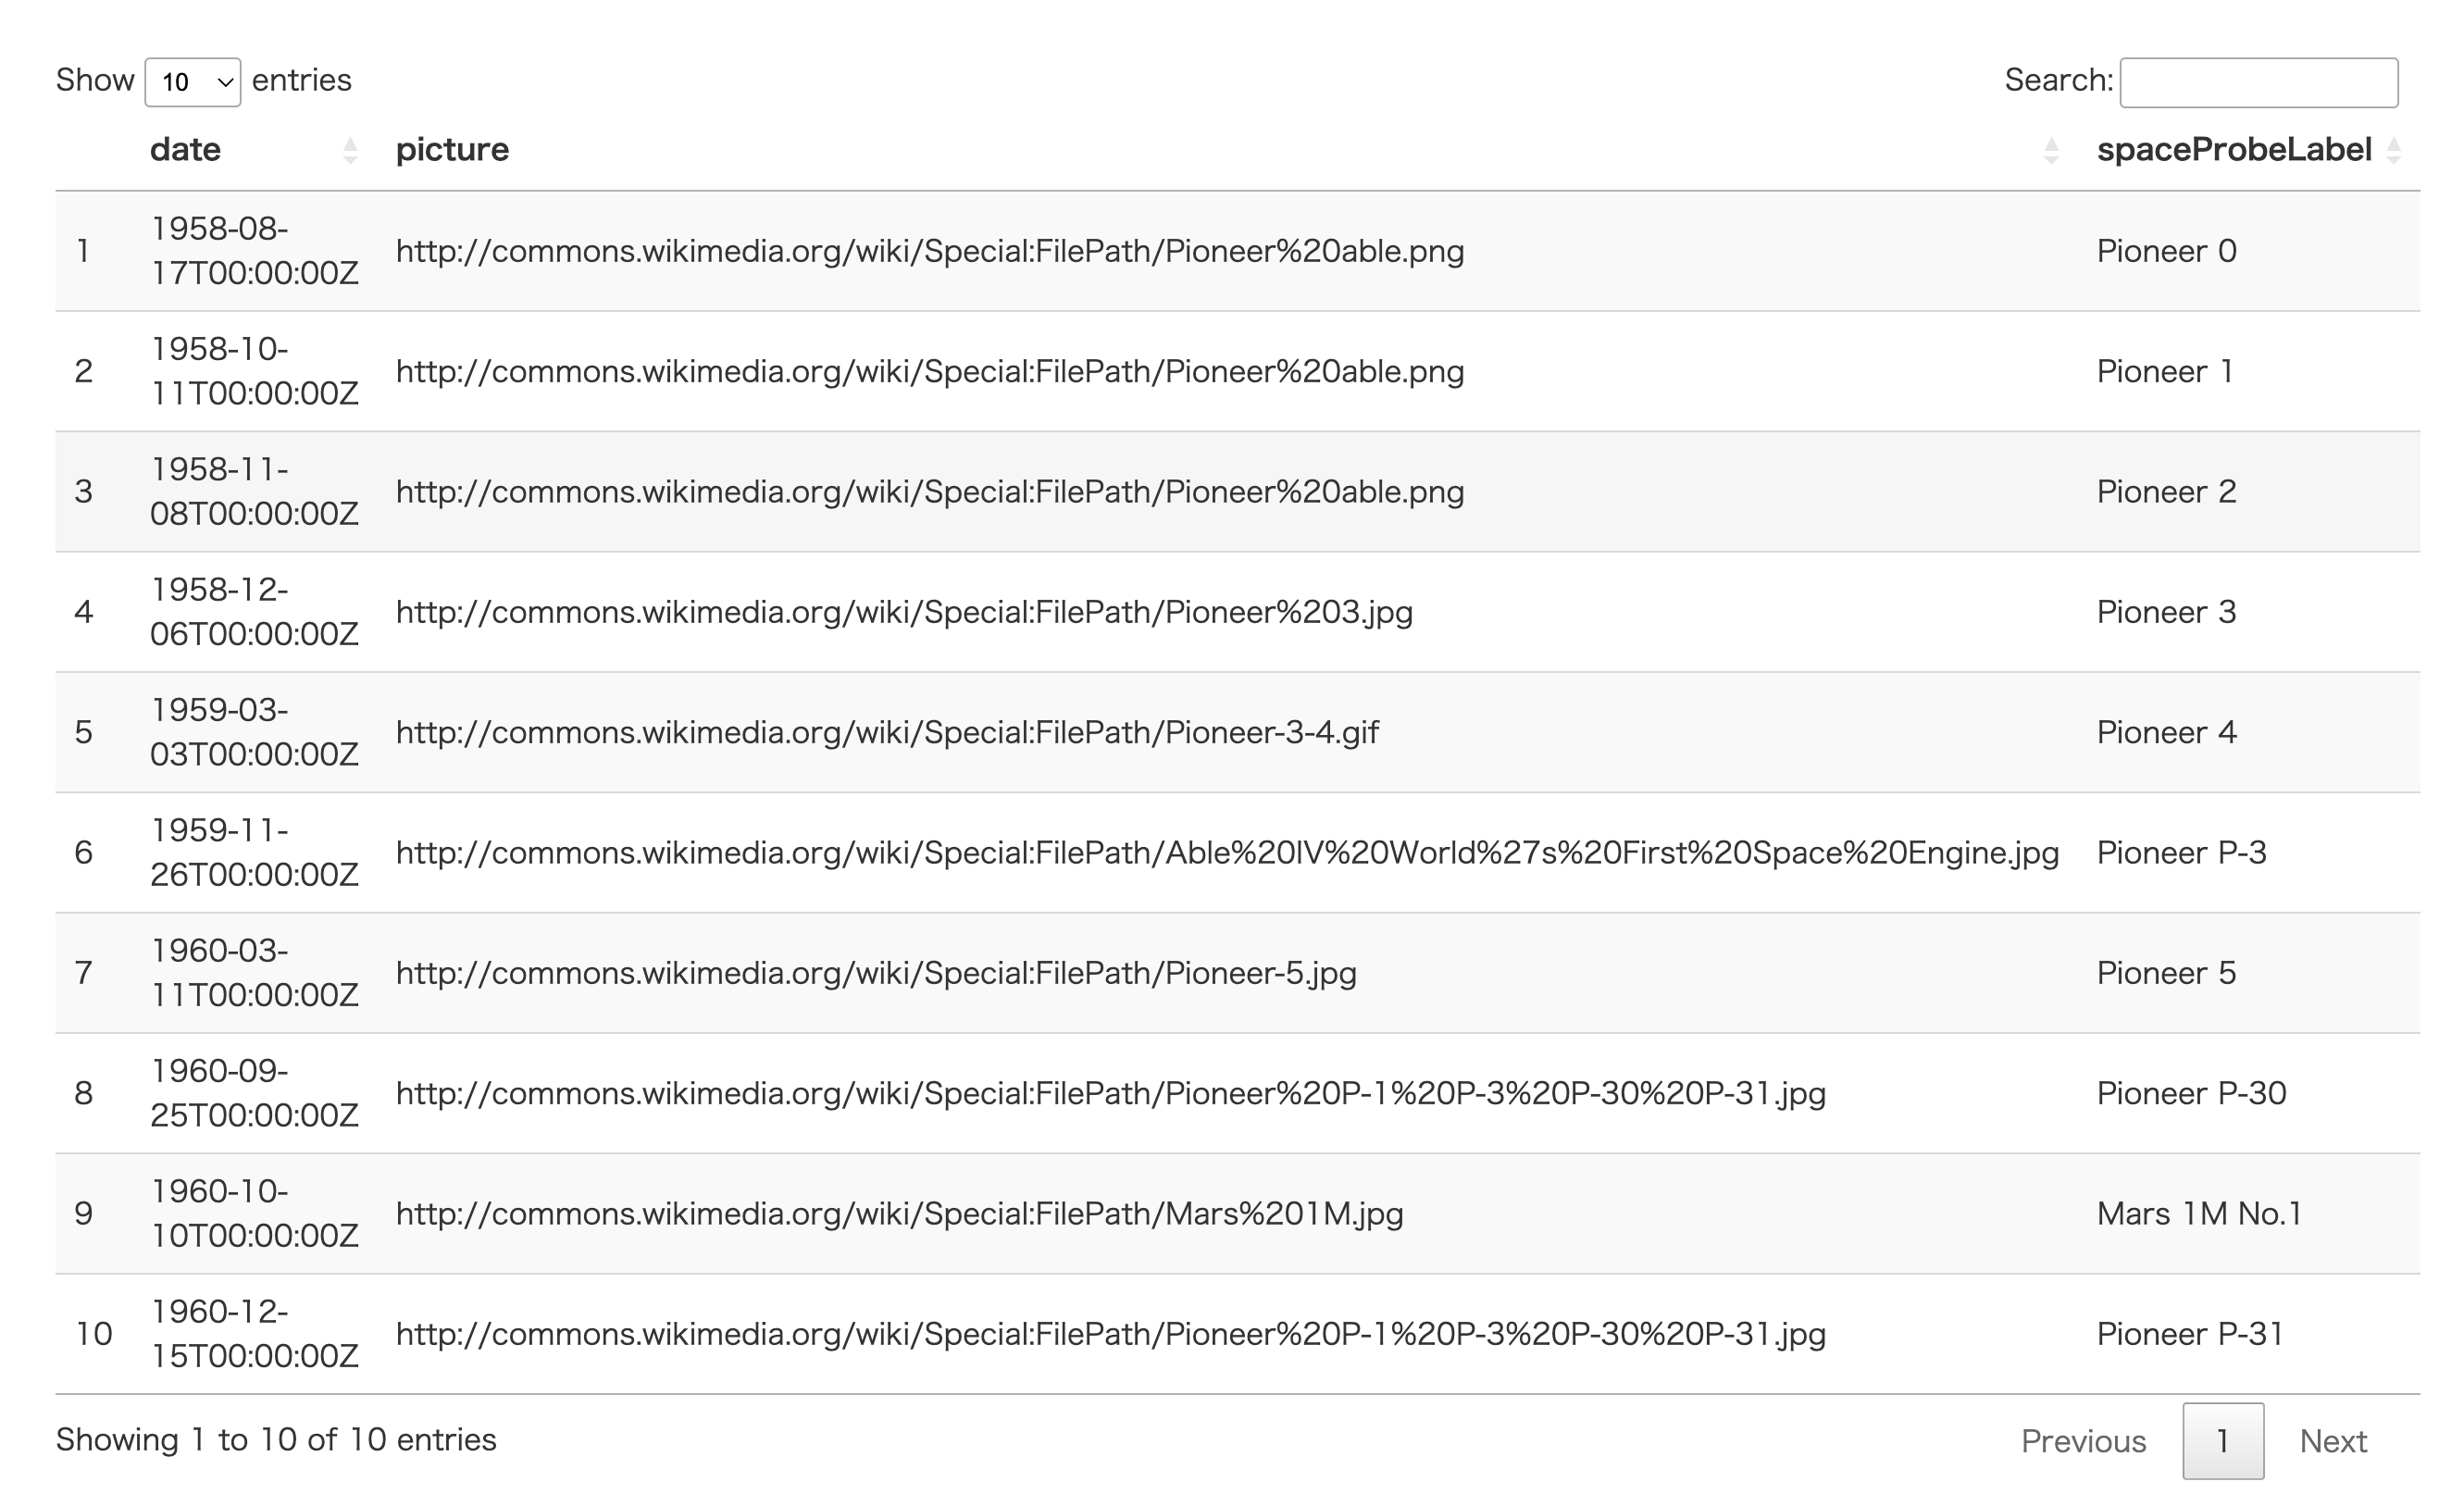 Show 10 entries Search:
date picture spaceProbeLabel
1 1958-08-17T00:00:00Z http://commons.wikimedia.org/wiki/Special:FilePath/Pioneer%20able.png Pioneer 0
2 1958-10-11T00:00:00Z http://commons.wikimedia.org/wiki/Special:FilePath/Pioneer%20able.png Pioneer 1
3 1958-11-08T00:00:00Z http://commons.wikimedia.org/wiki/Special:FilePath/Pioneer%20able.png Pioneer 2
4 1958-12-06T00:00:00Z http://commons.wikimedia.org/wiki/Special:FilePath/Pioneer%203.jpg Pioneer 3
5 1959-03-03T00:00:00Z http://commons.wikimedia.org/wiki/Special:FilePath/Pioneer-3-4.gif Pioneer 4
6 1959-11-26T00:00:00Z http://commons.wikimedia.org/wiki/Special:FilePath/Able%20IV%20World%27s%20First%20Space%20Engine.jpg Pioneer P-3
7 1960-03-11T00:00:00Z http://commons.wikimedia.org/wiki/Special:FilePath/Pioneer-5.jpg Pioneer 5
8 1960-09-25T00:00:00Z http://commons.wikimedia.org/wiki/Special:FilePath/Pioneer%20P-1%20P-3%20P-30%20P-31.jpg Pioneer P-30
9 1960-10-10T00:00:00Z http://commons.wikimedia.org/wiki/Special:FilePath/Mars%201M.jpg Mars 1M No.1
10 1960-12-15T00:00:00Z http://commons.wikimedia.org/wiki/Special:FilePath/Pioneer%20P-1%20P-3%20P-30%20P-31.jpg Pioneer P-31
Showing 1 to 10 of 10 entries Previous 1 Next